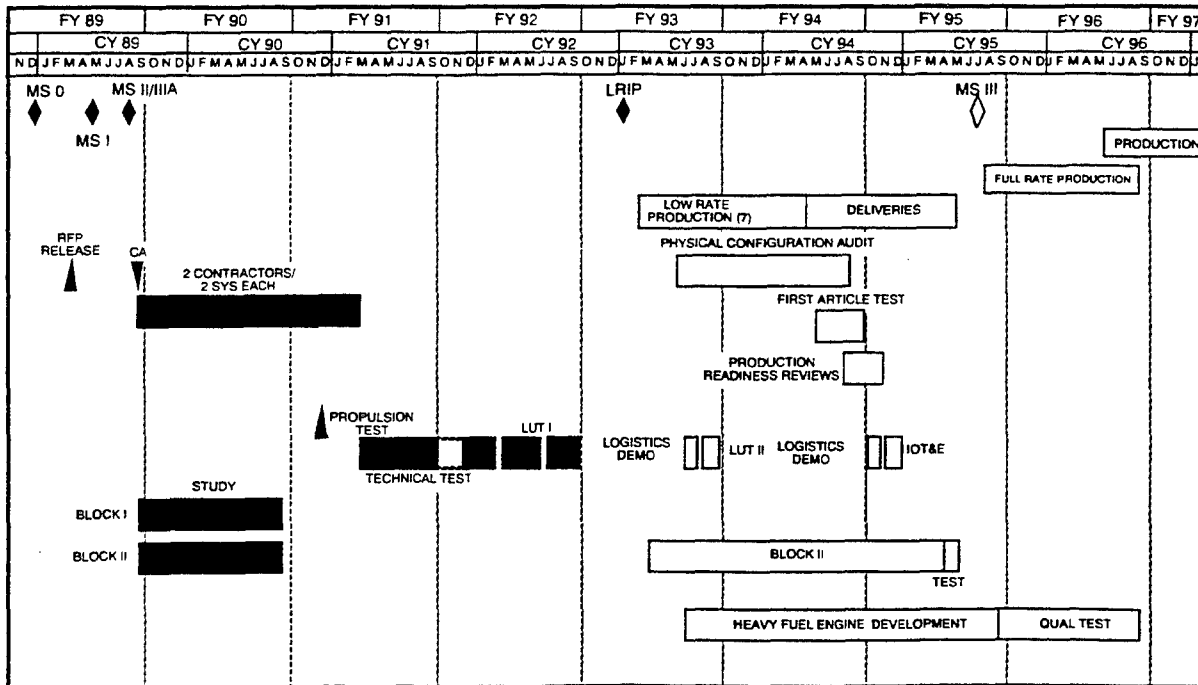 FY 89 FY 90 FY 91 FY 92 FY 93 FY 94 FY 95 FY 96 FY 97
CY 89 CY 90 CY 91 CY 92 CY 93 CY 94 CY 95 CY 96
N D J F M A M J J A S O N D J F M A M J J A S O N D J F M A M J J A S O N D J F M A M J J A S O N D J F M A M J J A S O N D J F M A M J J A S O N D J F M A M J J A S O N D J F M A M J J A S O N D J
MS 0
MS II/IIIA
LRIP
MS III
MS I
PRODUCTION
FULL RATE PRODUCTION
LOW RATE
PRODUCTION (7)
DELIVERIES
RFP
RELEASE
CA
PHYSICAL CONFIGURATION AUDIT
2 CONTRACTORS/
2 SYS EACH
FIRST ARTICLE TEST
PRODUCTION
READINESS REVIEWS
PROPULSION
TEST
LUT I
LOGISTICS
DEMO
LUT II
LOGISTICS
DEMO
IOT&E
TECHNICAL TEST
STUDY
BLOCK I
BLOCK II
BLOCK II
TEST
HEAVY FUEL ENGINE DEVELOPMENT
QUAL TEST